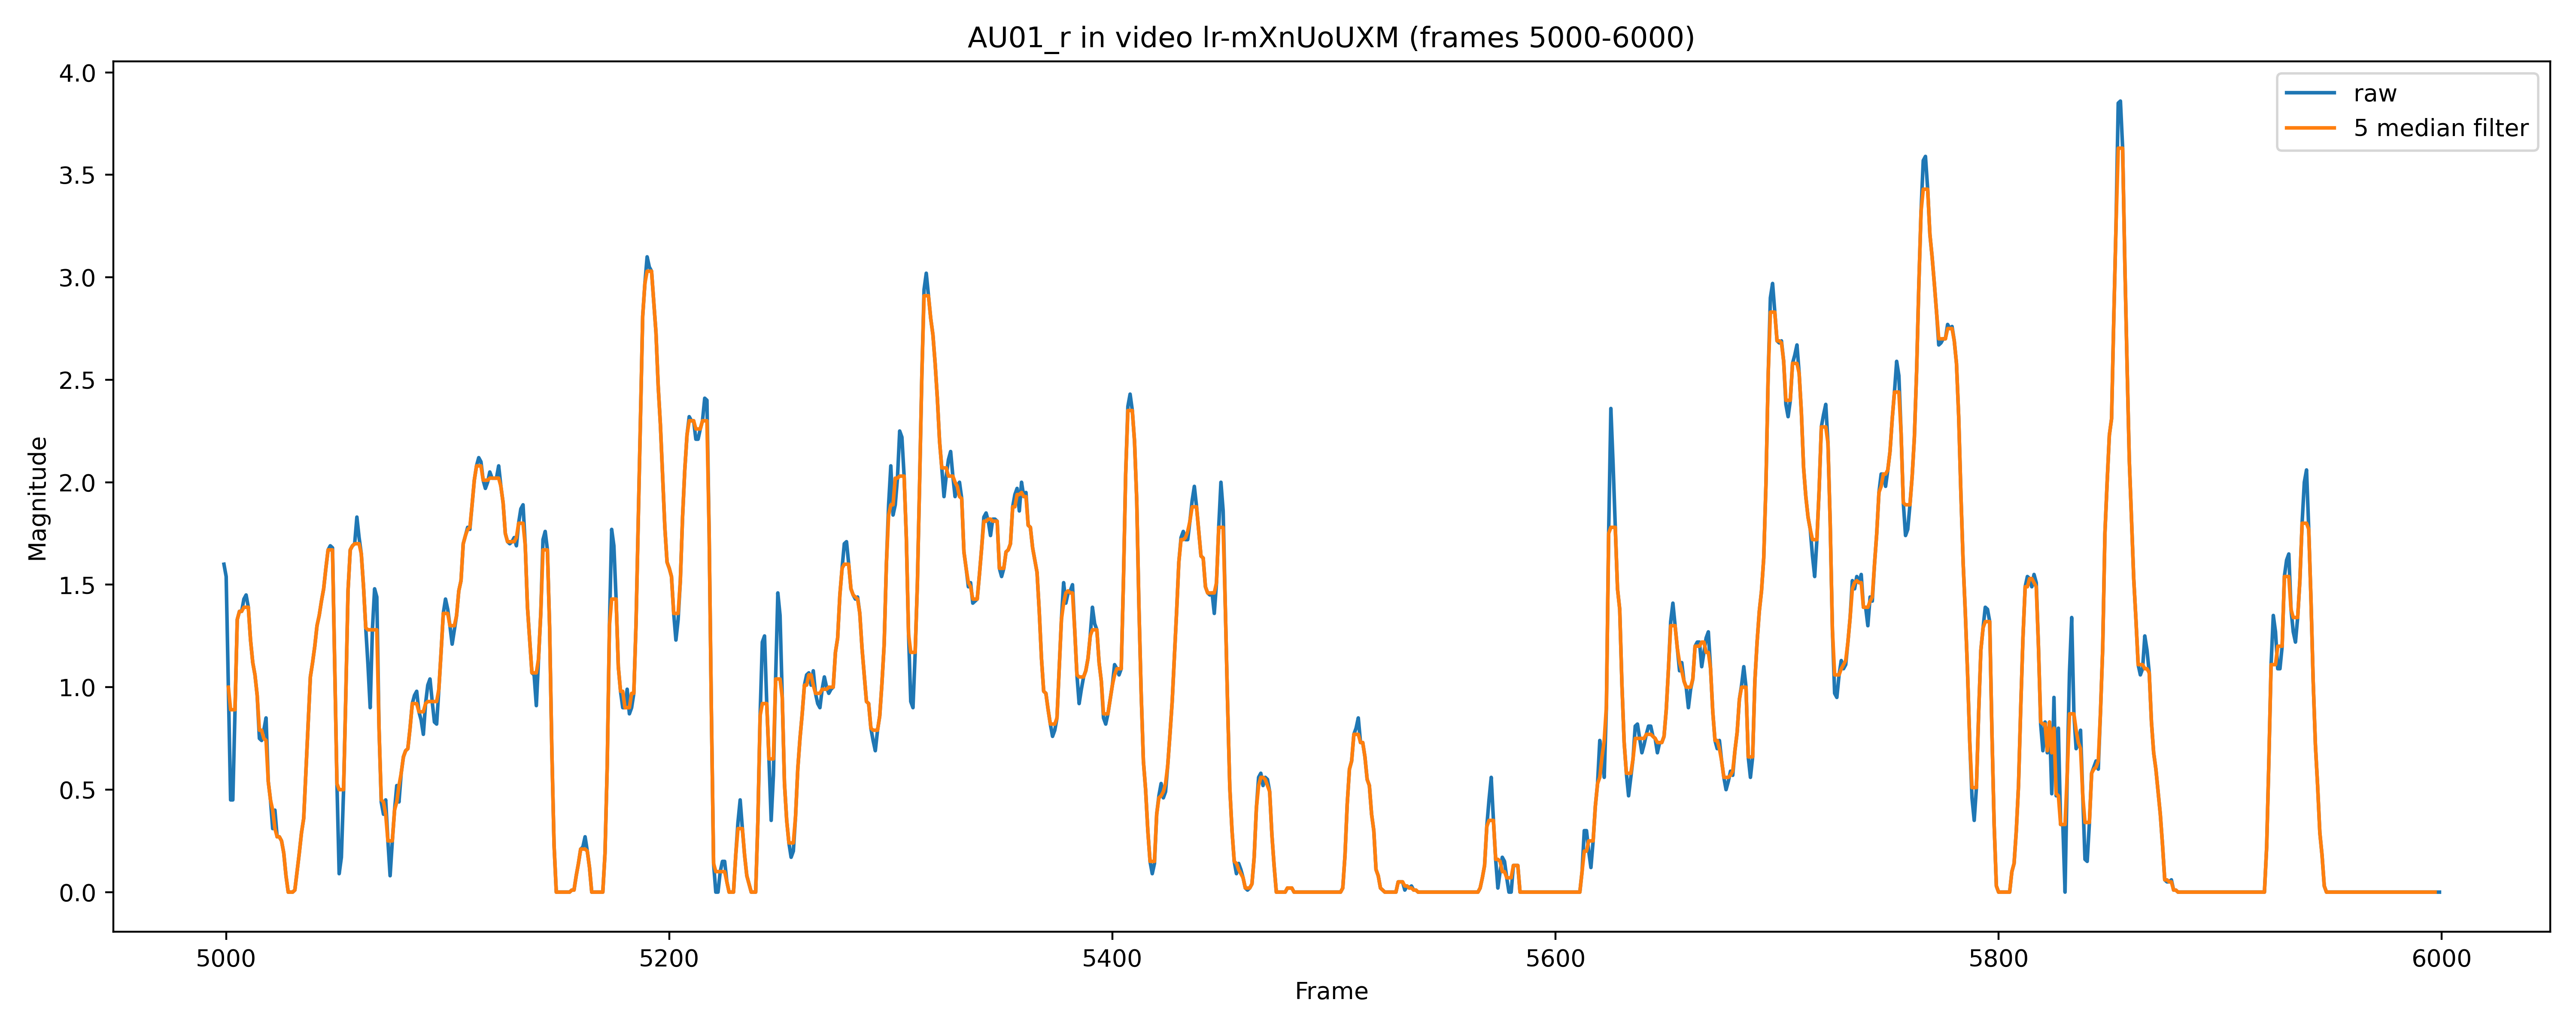 AU01_r in video lr-mXnUoUXM (frames 5000-6000)
raw
5 median filter
Magnitude
4.0
3.5
3.0
2.5
2.0
1.5
1.0
0.5
0.0
5000 5200 5400 5600 5800 6000
Frame